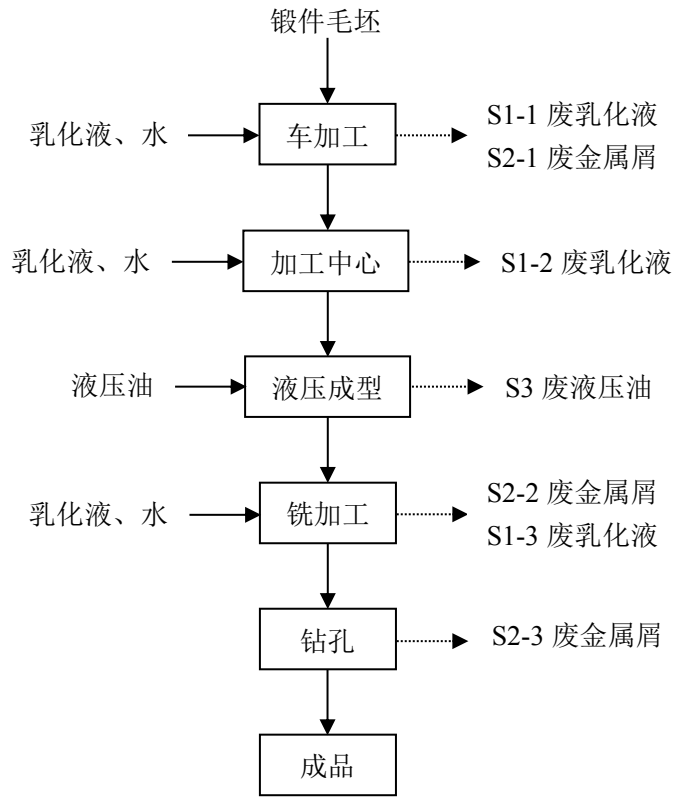 锻件毛坯
乳化液、水
车加工
S1-1 废乳化液
S2-1 废金属屑
乳化液、水
加工中心
S1-2 废乳化液
液压油
液压成型
S3 废液压油
乳化液、水
铣加工
S2-2 废金属屑
S1-3 废乳化液
钻孔
S2-3 废金属屑
成品